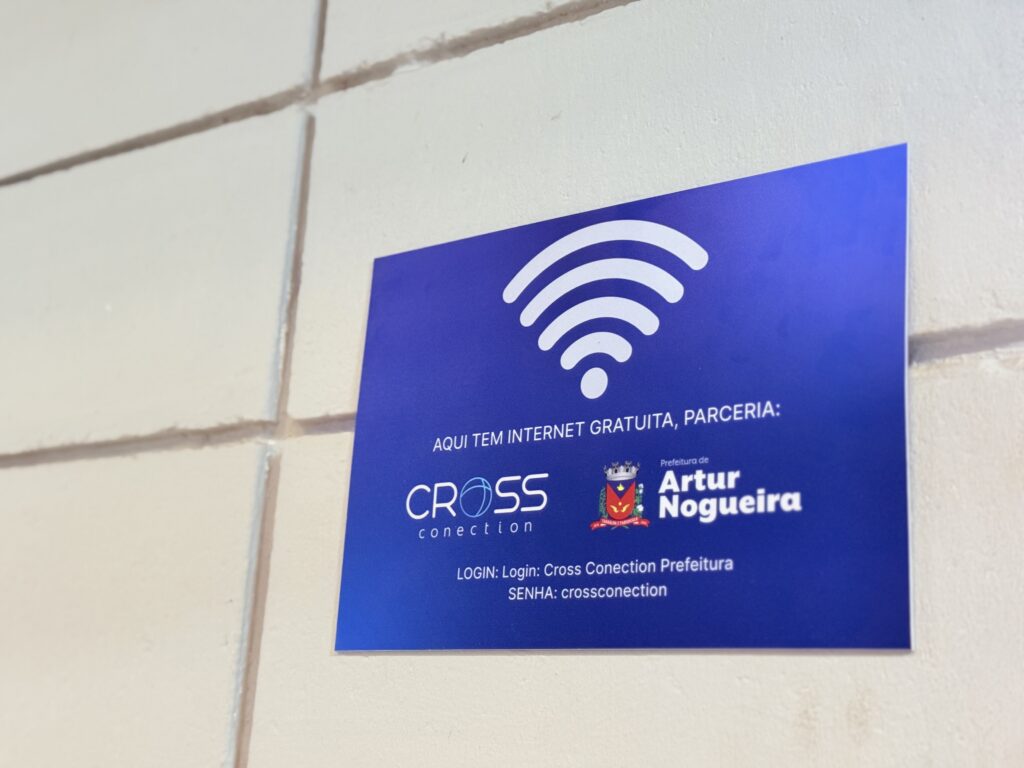 AQUI TEM INTERNET GRATUITA, PARCERIA:
CROSS
conection
Prefeitura de
Artur
Nogueira
LOGIN: Login: Cross Conection Prefeitura
SENHA: crossconection